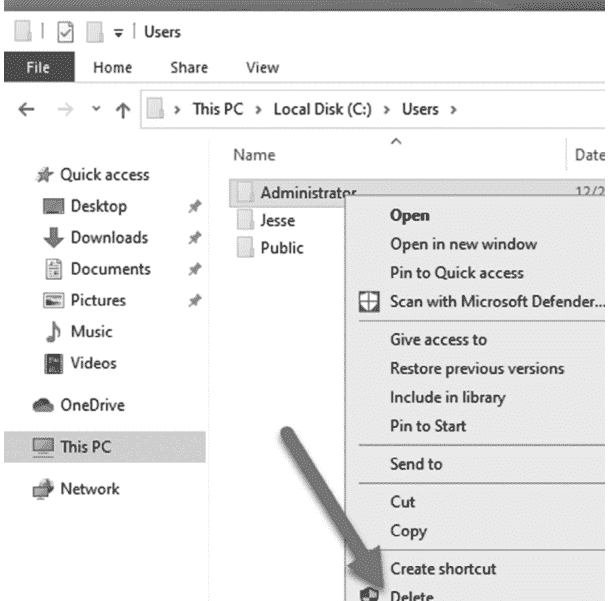 Users
File Home Share View
This PC > Local Disk (C:) > Users >
Name Date
Quick access
Desktop
Downloads
Documents
Pictures
Music
Videos
OneDrive
This PC
Network
Administrator 12/2
Jesse
Public
Open
Open in new window
Pin to Quick access
Scan with Microsoft Defender...
Give access to
Restore previous versions
Include in library
Pin to Start
Send to
Cut
Copy
Create shortcut
Delete